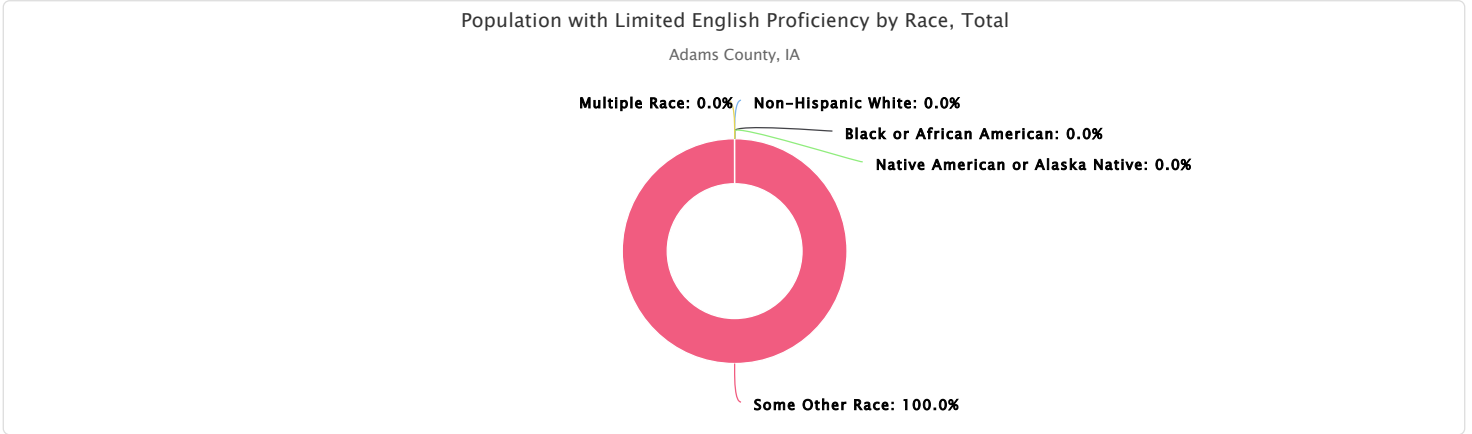 Population with Limited English Proficiency by Race, Total
Adams County, IA
Multiple Race: 0.0%
Non-Hispanic White: 0.0%
Black or African American: 0.0%
Native American or Alaska Native: 0.0%
Some Other Race: 100.0%